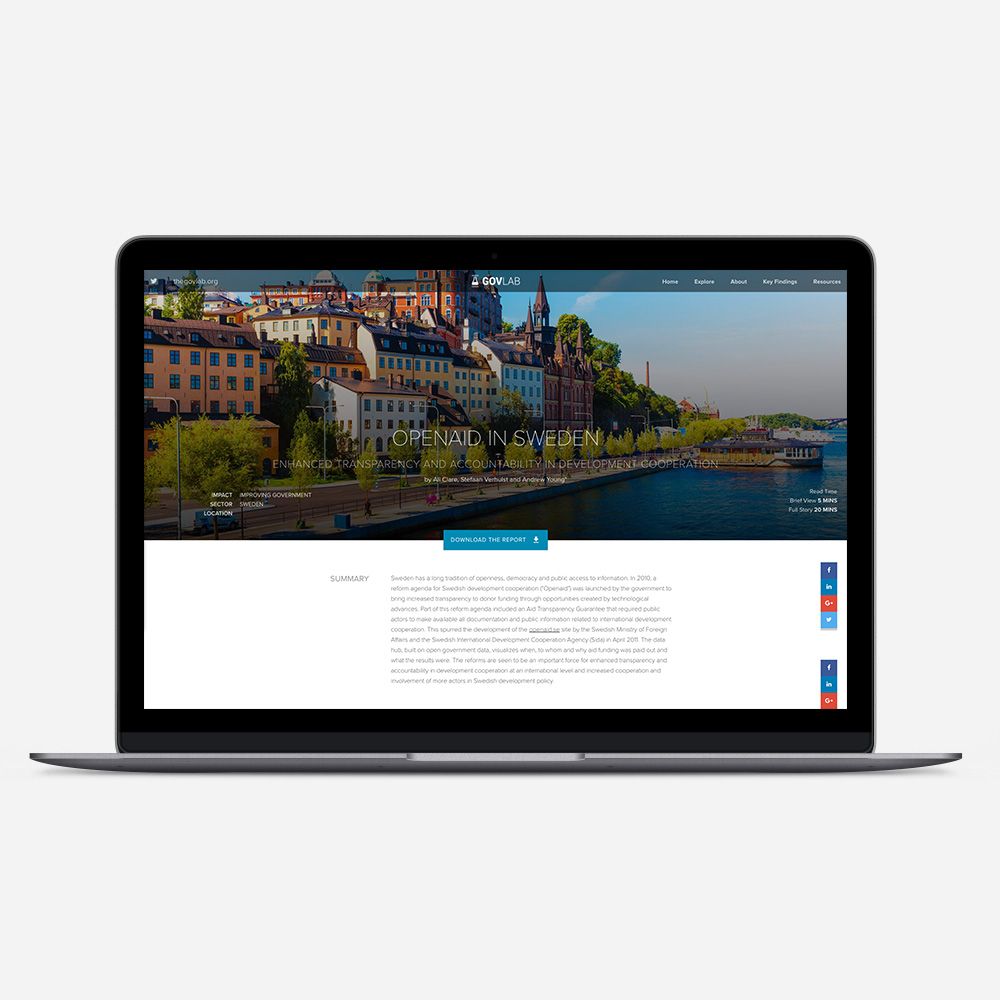 thegovlab.org
GOVLAB
Home Explore About Key Findings Resources
OPENAID IN SWEDEN
ENHANCED TRANSPARENCY AND ACCOUNTABILITY IN DEVELOPMENT COOPERATION
by Ali Clare, Stefaan Verhulst and Andrew Young*
IMPACT IMPROVING GOVERNMENT
SECTOR SWEDEN
LOCATION
Read Time
Brief View 5 MINS
Full Story 20 MINS
DOWNLOAD THE REPORT
SUMMARY
Sweden has a long tradition of openness, democracy and public access to information. In 2010, a
reform agenda for Swedish development cooperation ("Openaid") was launched by the government to
bring increased transparency to donor funding through opportunities created by technological
advances. Part of this reform agenda included an Aid Transparency Guarantee that required public
actors to make available all documentation and public information related to international development
cooperation. This spurred the development of the openaid.se site by the Swedish Ministry of Foreign
Affairs and the Swedish International Development Cooperation Agency (Sida) in April 2011. The data
hub, built on open government data, visualizes when, to whom and why aid funding was paid out and
what the results were. The reforms are seen to be an important force for enhanced transparency and
accountability in development cooperation at an international level and increased cooperation and
involvement of more actors in Swedish development policy.
f
in
G+
f
in
G+